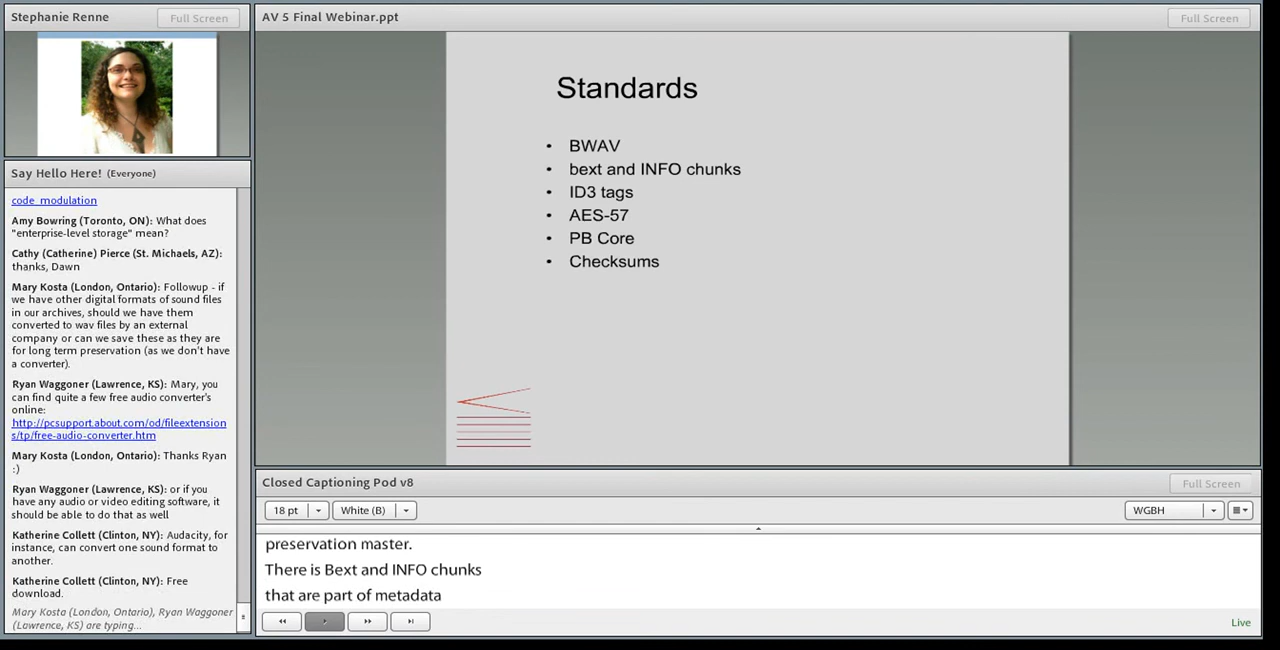 Stephanie Renne
Full Screen
Say Hello Here! (Everyone)
code_modulation
Amy Bowring (Toronto, ON): What does
"enterprise-level storage" mean?
Cathy (Catherine) Pierce (St. Michaels, AZ):
thanks, Dawn
Mary Kosta (London, Ontario): Followup - if
we have other digital formats of sound files
in our archives, should we have them
converted to wav files by an external
company or can we save these as they are
for long term preservation (as we don't have
a converter).
Ryan Waggoner (Lawrence, KS): Mary, you
can find quite a few free audio converter's
online:
http://pcsupport.about.com/od/fileextension
s/tp/free-audio-converter.htm
Mary Kosta (London, Ontario): Thanks Ryan
:)
Ryan Waggoner (Lawrence, KS): or if you
have any audio or video editing software, it
should be able to do that as well
Katherine Collett (Clinton, NY): Audacity, for
instance, can convert one sound format to
another.
Katherine Collett (Clinton, NY): Free
download.
Mary Kosta (London, Ontario), Ryan Waggoner
(Lawrence, KS) are typing...
AV 5 Final Webinar.ppt
Full Screen
Standards
• BWAV
• bext and INFO chunks
• ID3 tags
• AES-57
• PB Core
• Checksums
Closed Captioning Pod v8
Full Screen
18 pt
White (B)
WGBH
preservation master.
There is Bext and INFO chunks
that are part of metadata
Live